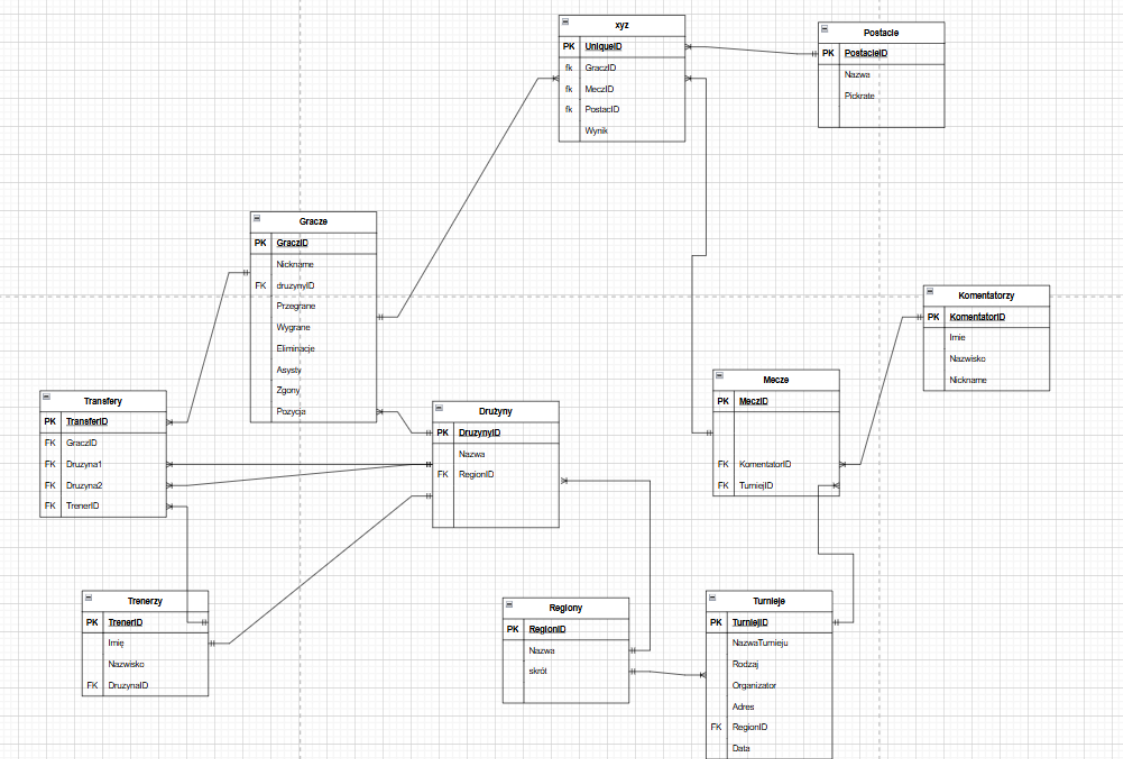 xyz
PK UniqueID
fk GraczID
fk MeczID
fk PostacID
Wynik
Postacie
PK PostacieID
Nazwa
Pickrate
Gracze
PK GraczID
Nickname
FK druzynyID
Przegrane
Wygrane
Eliminacje
Asysty
Zgony
Pozycja
Komentatorzy
PK KomentatorID
Imie
Nazwisko
Nickname
Mecze
PK MeczID
FK KomentatorID
FK TurniejID
Transfery
PK TransferID
FK GraczID
FK Druzyna1
FK Druzyna2
FK TrenerID
Drużyny
PK DruzynyID
Nazwa
FK RegionID
Trenerzy
PK TrenerID
Imię
Nazwisko
FK DruzynaID
Regiony
PK RegionID
Nazwa
skrót
Turnieje
PK TurniejID
NazwaTurnieju
Rodzaj
Organizator
Adres
FK RegionID
Data